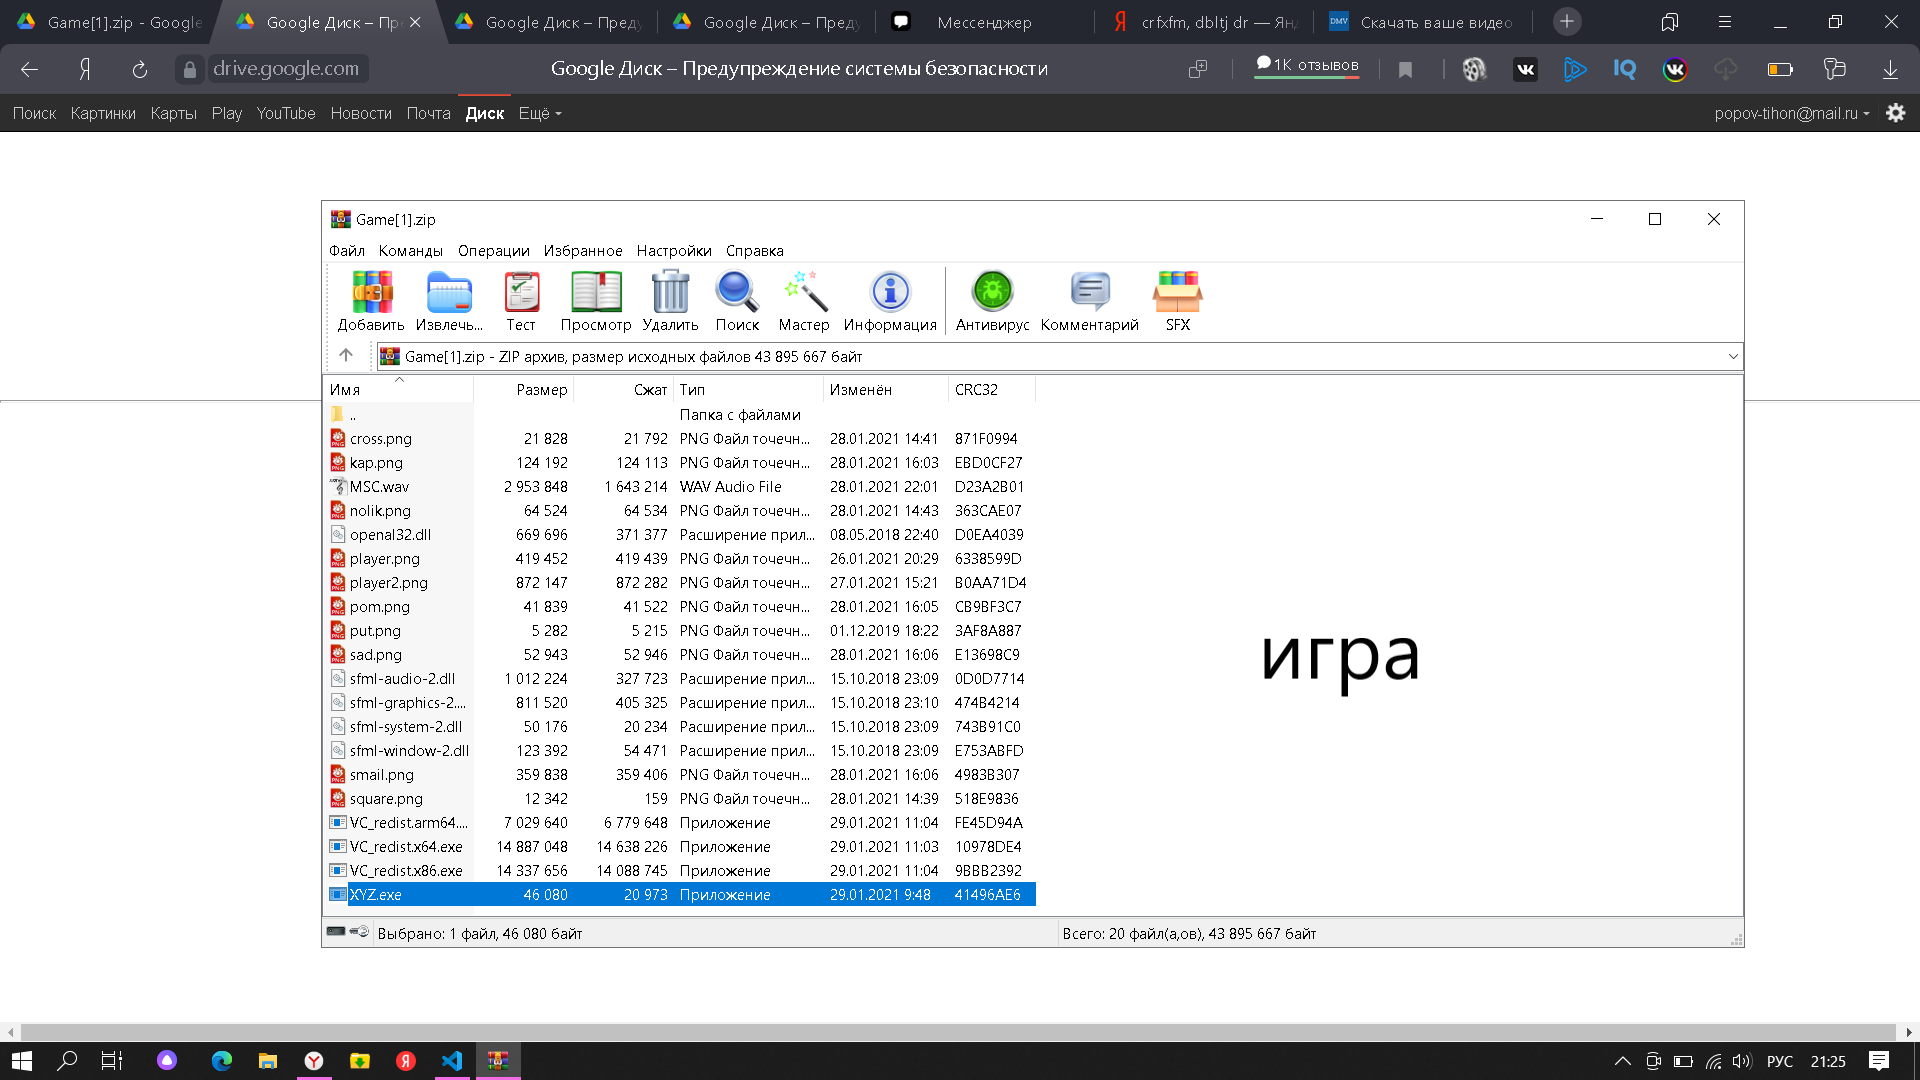 Game[1].zip - Google
Google Диск – Пре
Google Диск – Преду
Google Диск – Преду
Мессенджер
crfxfm, dbltj dr — Ян
Скачать ваше видео
drive.google.com
Google Диск – Предупреждение системы безопасности
1K отзывов
Поиск Картинки Карты Play YouTube Новости Почта Диск Ещё
popov-tihon@mail.ru
Game[1].zip
Файл Команды Операции Избранное Настройки Справка
Добавить Извлечь... Тест Просмотр Удалить Поиск Мастер Информация Антивирус Комментарий SFX
Game[1].zip - ZIP архив, размер исходных файлов 43 895 667 байт
Имя Размер Сжат Тип Изменён CRC32
.. Папка с файлами
cross.png 21 828 21 792 PNG Файл точечн... 28.01.2021 14:41 871F0994
kap.png 124 192 124 113 PNG Файл точечн... 28.01.2021 16:03 EBD0CF27
MSC.wav 2 953 848 1 643 214 WAV Audio File 28.01.2021 22:01 D23A2B01
nolik.png 64 524 64 534 PNG Файл точечн... 28.01.2021 14:43 363CAE07
openal32.dll 669 696 371 377 Расширение прил... 08.05.2018 22:40 D0EA4039
player.png 419 452 419 439 PNG Файл точечн... 26.01.2021 20:29 6338599D
player2.png 872 147 872 282 PNG Файл точечн... 27.01.2021 15:21 B0AA71D4
pom.png 41 839 41 522 PNG Файл точечн... 28.01.2021 16:05 CB9BF3C7
put.png 5 282 5 215 PNG Файл точечн... 01.12.2019 18:22 3AF8A887
sad.png 52 943 52 946 PNG Файл точечн... 28.01.2021 16:06 E13698C9
sfml-audio-2.dll 1 012 224 327 723 Расширение прил... 15.10.2018 23:09 0D0D7714
sfml-graphics-2.... 811 520 405 325 Расширение прил... 15.10.2018 23:10 474B4214
sfml-system-2.dll 50 176 20 234 Расширение прил... 15.10.2018 23:09 743B91C0
sfml-window-2.dll 123 392 54 471 Расширение прил... 15.10.2018 23:09 E753ABFD
smail.png 359 838 359 406 PNG Файл точечн... 28.01.2021 16:06 4983B307
square.png 12 342 159 PNG Файл точечн... 28.01.2021 14:39 518E9836
VC_redist.arm64.... 7 029 640 6 779 648 Приложение 29.01.2021 11:04 FE45D94A
VC_redist.x64.exe 14 887 048 14 638 226 Приложение 29.01.2021 11:03 10978DE4
VC_redist.x86.exe 14 337 656 14 088 745 Приложение 29.01.2021 11:04 9BBB2392
XYZ.exe 46 080 20 973 Приложение 29.01.2021 9:48 41496AE6
игра
Выбрано: 1 файл, 46 080 байт
Всего: 20 файл(а,ов), 43 895 667 байт
РУС 21:25